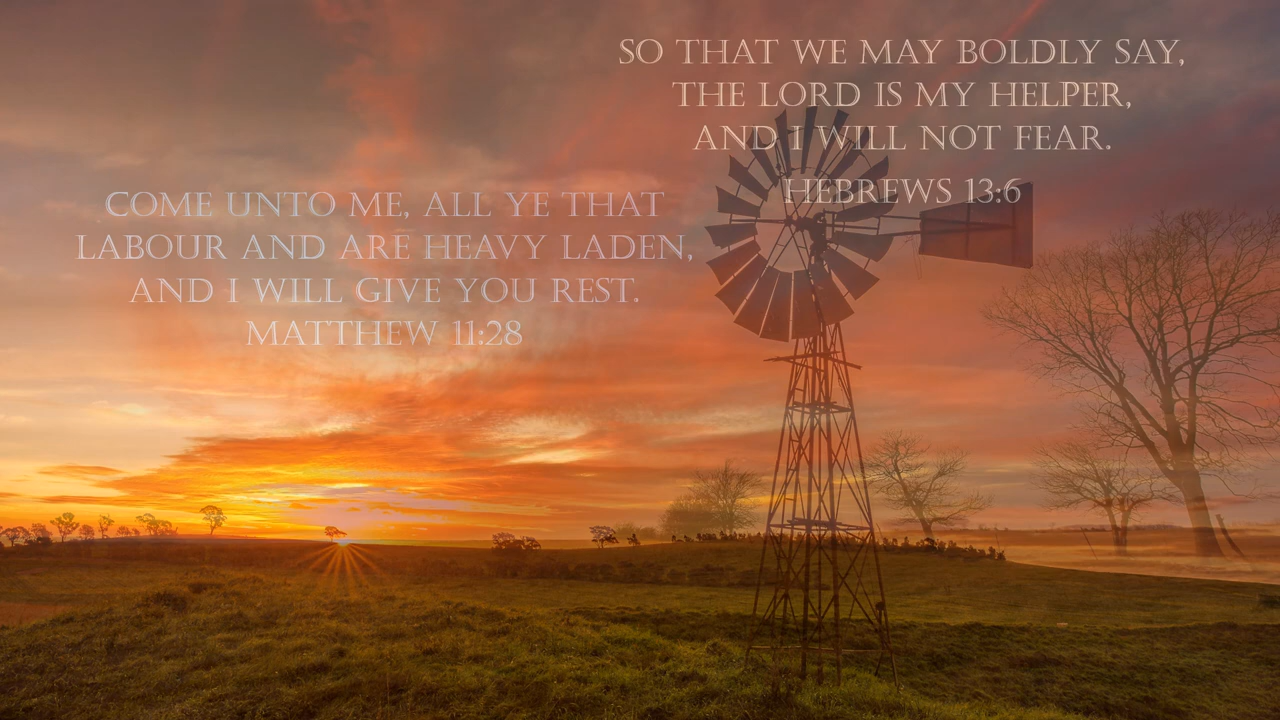 SO THAT WE MAY BOLDLY SAY,
THE LORD IS MY HELPER,
AND I WILL NOT FEAR.
HEBREWS 13:6
COME UNTO ME, ALL YE THAT
LABOUR AND ARE HEAVY LADEN,
AND I WILL GIVE YOU REST.
MATTHEW 11:28